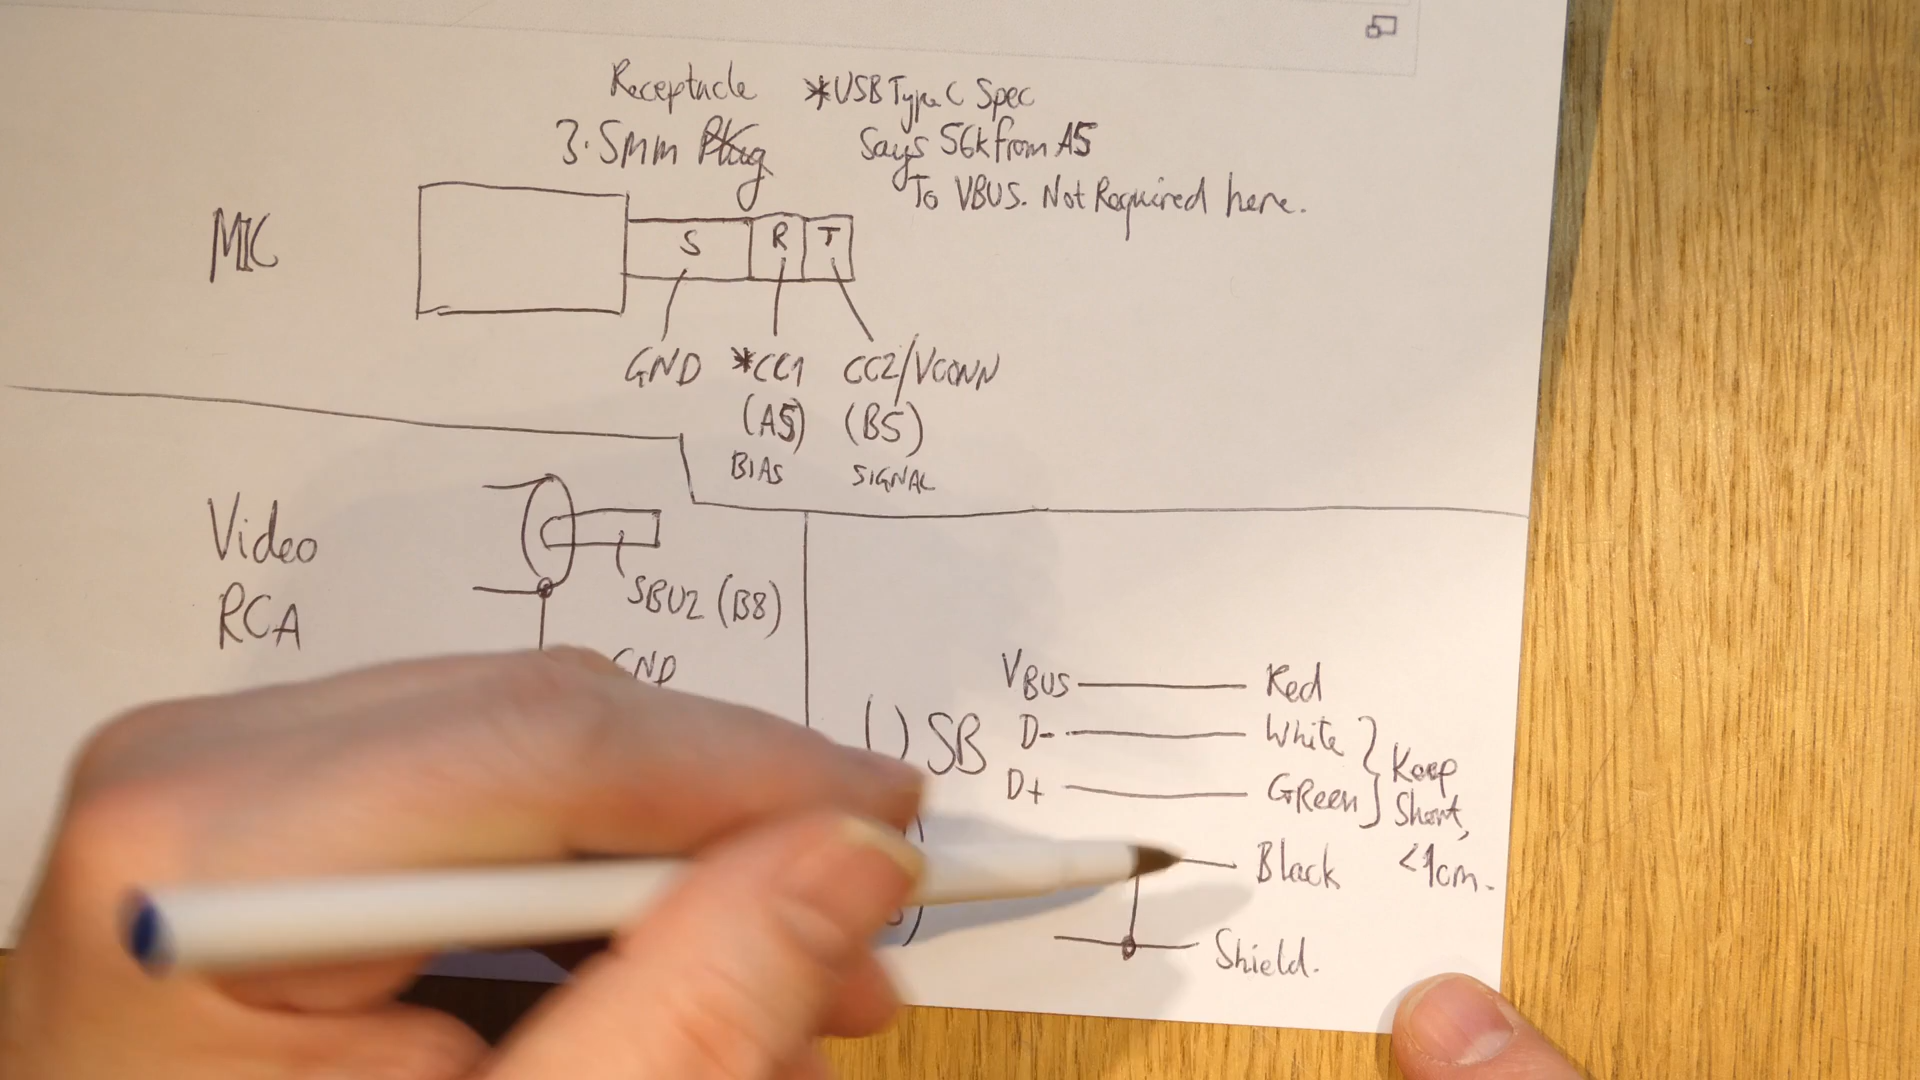 Receptacle
3.5mm Plug
*USB Type C Spec
Says 56k from A5
To VBUS. Not Required here.
MIC
S R T
GND *CC1 CC2/VCONN
(A5) (B5)
BIAS SIGNAL
Video
RCA
SBU2 (B8)
GND
USB
VBUS Red
D- White
D+ GReen
Keep
Short,
<1cm.
Black
Shield.